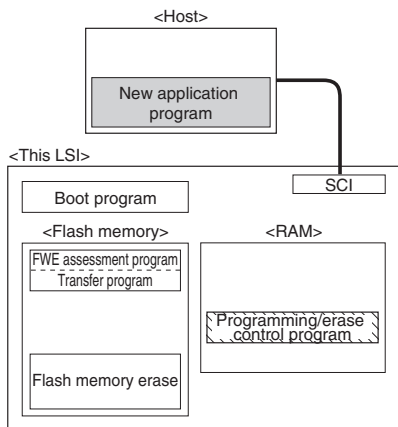 <Host>
New application
program
<This LSI>
SCI
Boot program
<Flash memory>
<RAM>
FWE assessment program
Transfer program
Programming/erase
control program
Flash memory erase